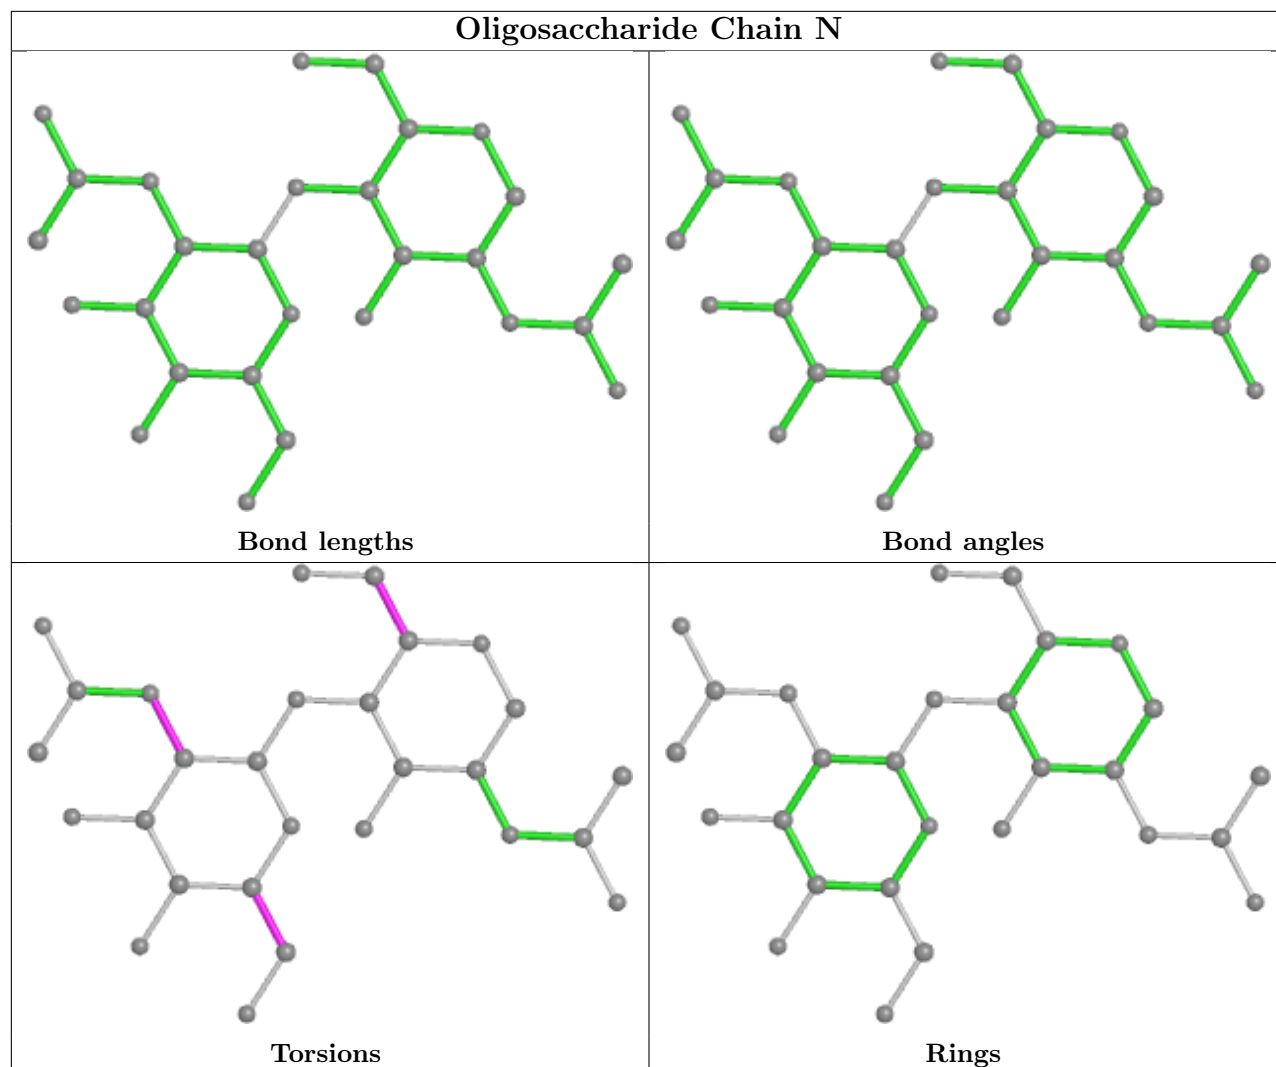 Oligosaccharide Chain N
Bond lengths
Bond angles
Torsions
Rings